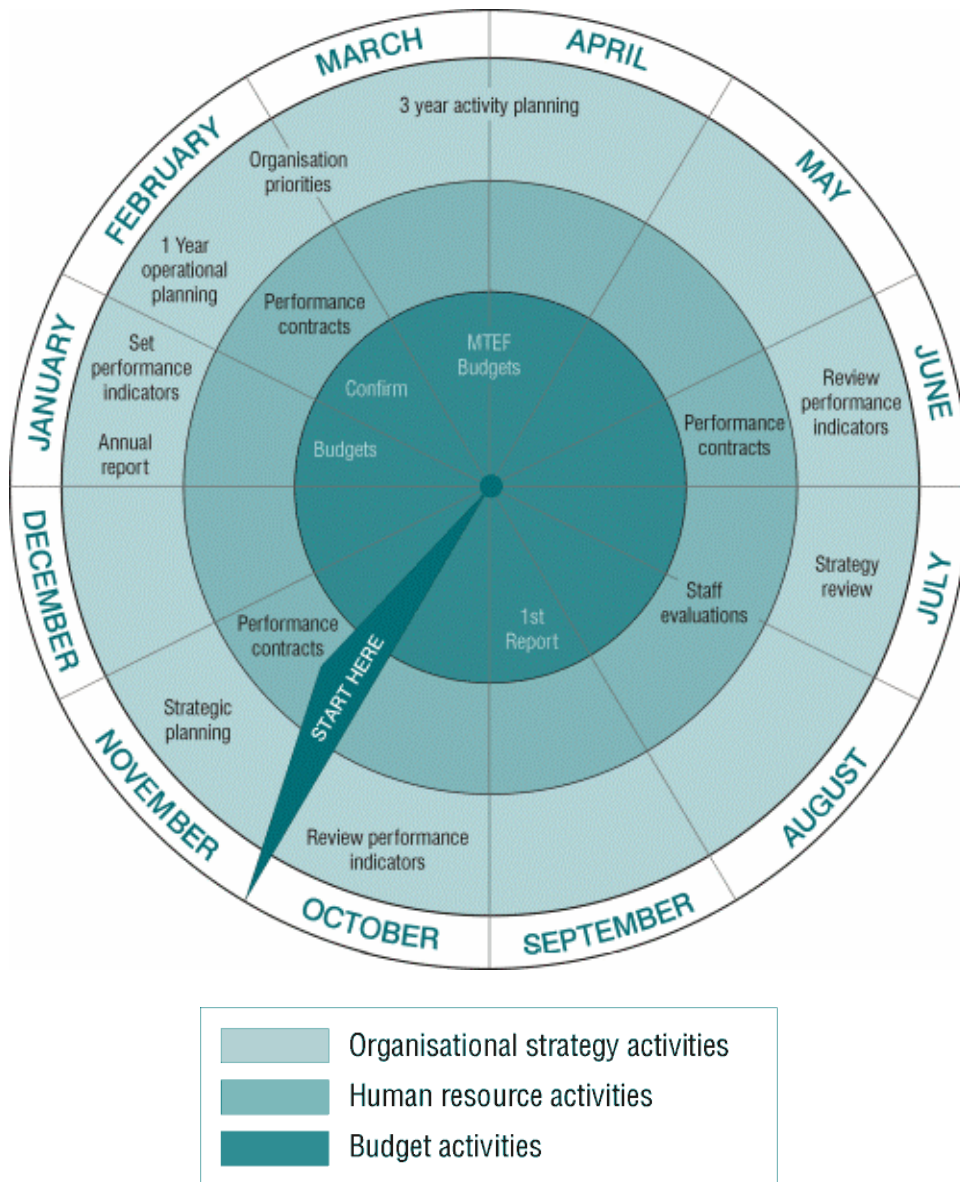 MARCH
APRIL
3 year activity planning
FEBRUARY
MAY
Organisation
priorities
1 Year
operational
planning
Performance
contracts
MTEF
Budgets
JANUARY
JUNE
Set
performance
indicators
Confirm
Review
performance
indicators
Performance
contracts
Annual
report
Budgets
DECEMBER
JULY
Strategy
review
Staff
evaluations
1st
Report
Performance
contracts
START HERE
Strategic
planning
NOVEMBER
AUGUST
Review performance
indicators
OCTOBER
SEPTEMBER
Organisational strategy activities
Human resource activities
Budget activities